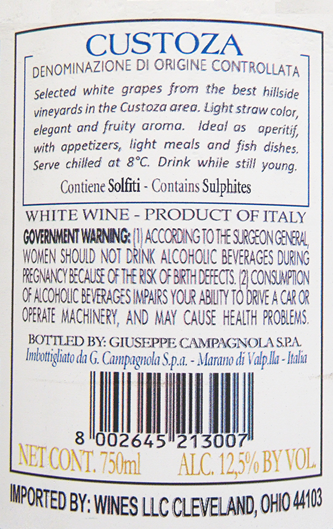 CUSTOZA
DENOMINAZIONE DI ORIGINE CONTROLLATA
Selected white grapes from the best hillside
vineyards in the Custoza area. Light straw color,
elegant and fruity aroma. Ideal as aperitif,
with appetizers, light meals and fish dishes.
Serve chilled at 8°C. Drink while still young.
Contiene Solfiti - Contains Sulphites
WHITE WINE - PRODUCT OF ITALY
GOVERNMENT WARNING: (1) ACCORDING TO THE SURGEON GENERAL,
WOMEN SHOULD NOT DRINK ALCOHOLIC BEVERAGES DURING
PREGNANCY BECAUSE OF THE RISK OF BIRTH DEFECTS. (2) CONSUMPTION
OF ALCOHOLIC BEVERAGES IMPAIRS YOUR ABILITY TO DRIVE A CAR OR
OPERATE MACHINERY, AND MAY CAUSE HEALTH PROBLEMS.
BOTTLED BY: GIUSEPPE CAMPAGNOLA S.P.A.
Imbottigliato da G. Campagnola S.p.a. - Marano di Valp.lla - Italia
8 002645 213007
NET CONT. 750ml ALC. 12,5% BY VOL.
IMPORTED BY: WINES LLC CLEVELAND, OHIO 44103